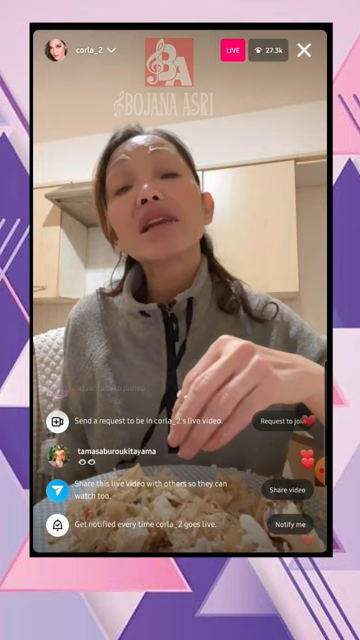 corla_2
LIVE
27.3k
BA
BOJANA ASRI
Send a request to be in corla_2's live video.
Request to join
tamasaburoukitayama
👀
Share this live video with others so they can
watch too.
Share video
Get notified every time corla_2 goes live.
Notify me